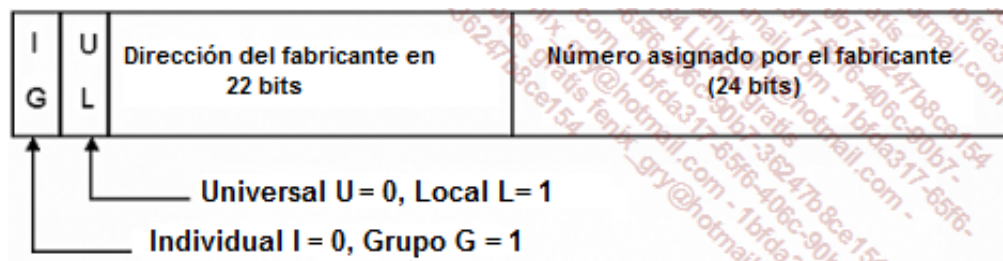 I
G
U
L
Dirección del fabricante en
22 bits
Número asignado por el fabricante
(24 bits)
Universal U = 0, Local L= 1
Individual I = 0, Grupo G = 1